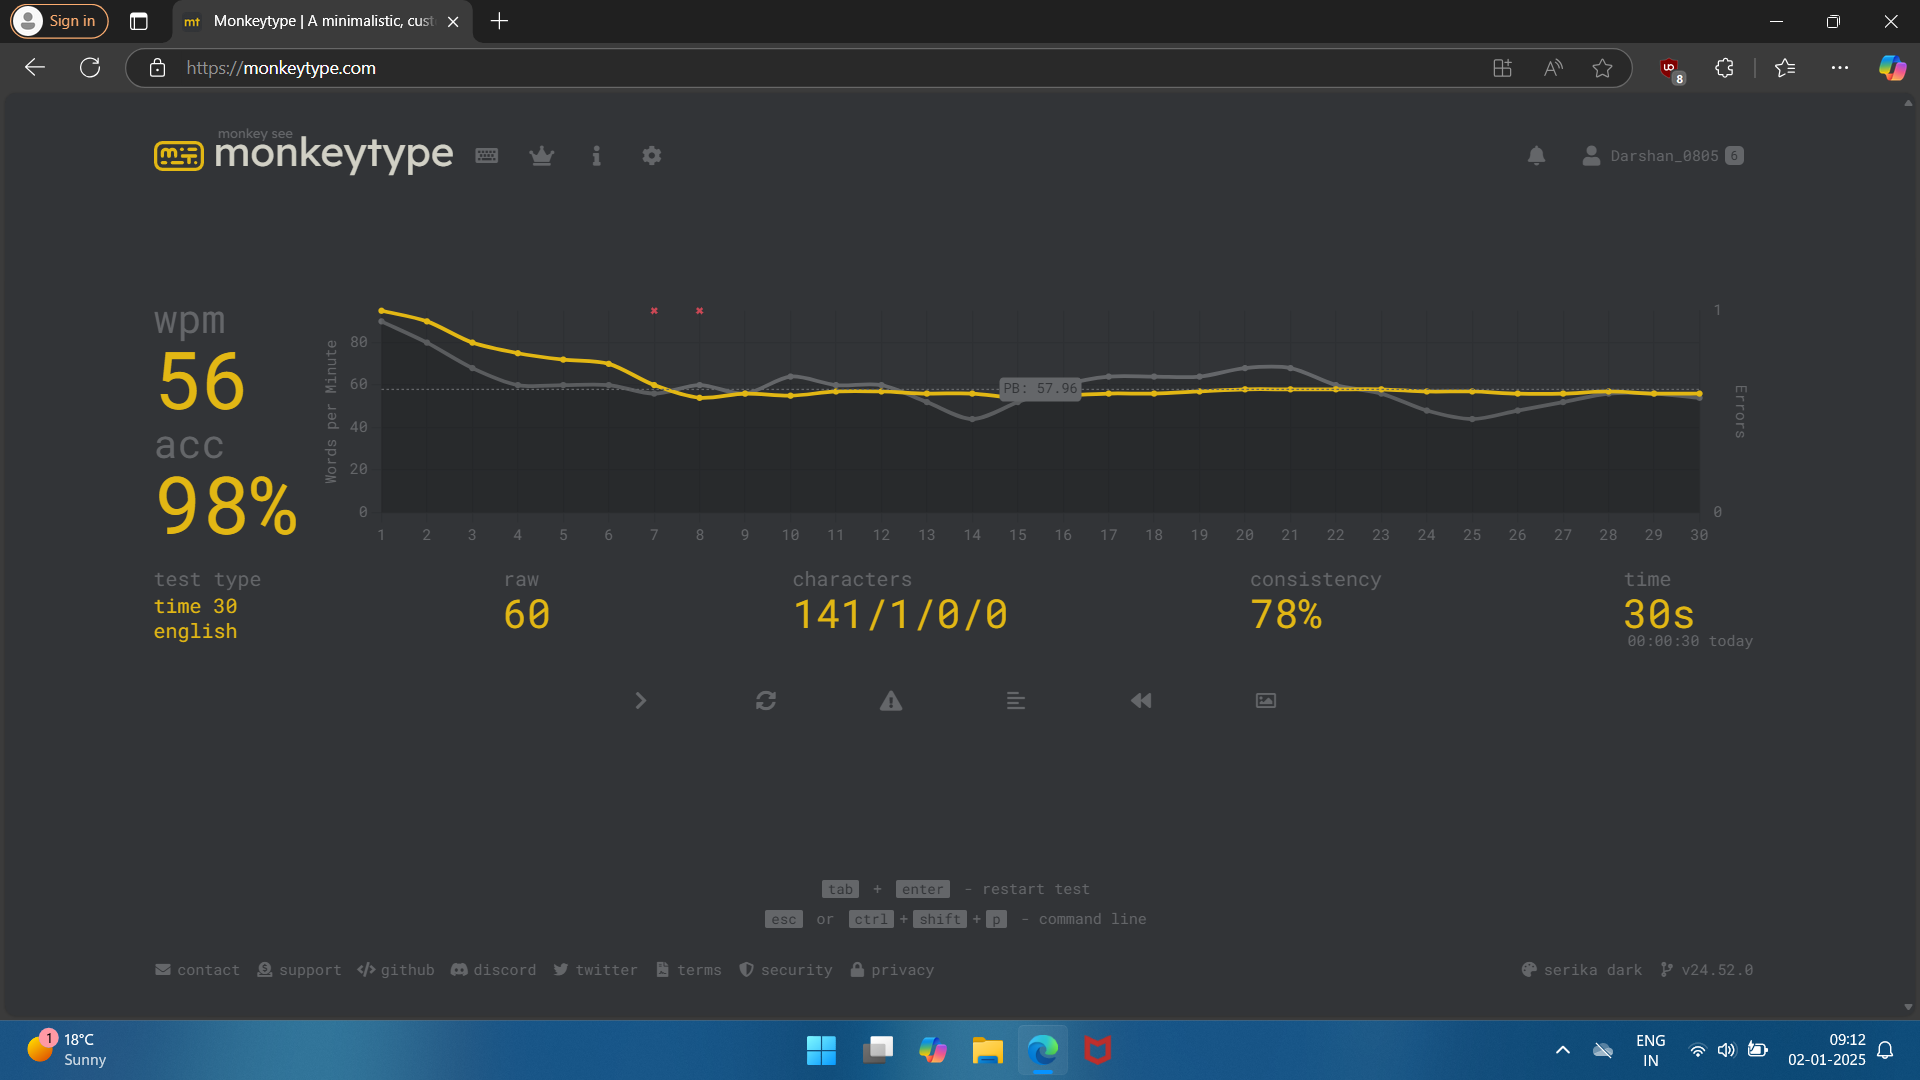 Sign in
Monkeytype | A minimalistic, cust
https://monkeytype.com
8
monkey see
monkeytype
Darshan_0805 6
wpm
56
acc
98%
Words per Minute
80
60
40
20
0
PB: 57.96
1
0
Errors
1 2 3 4 5 6 7 8 9 10 11 12 13 14 15 16 17 18 19 20 21 22 23 24 25 26 27 28 29 30
test type
time 30
english
raw
60
characters
141/1/0/0
consistency
78%
time
30s
00:00:30 today
tab + enter - restart test
esc or ctrl + shift + p - command line
contact support github discord twitter terms security privacy
serika dark v24.52.0
1
18°C
Sunny
ENG
IN
09:12
02-01-2025